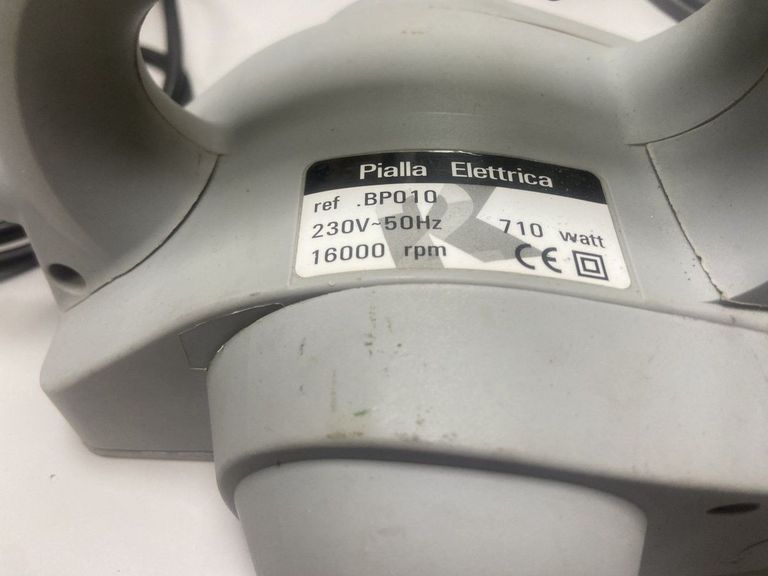 Pialla Elettrica
ref .BP010
230V~50Hz 710 watt
16000 rpm CE